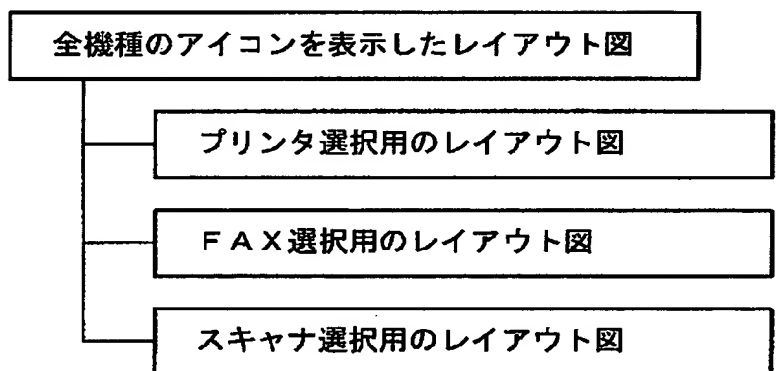 全機種のアイコンを表示したレイアウト図
プリンタ選択用のレイアウト図
ＦＡＸ選択用のレイアウト図
スキャナ選択用のレイアウト図